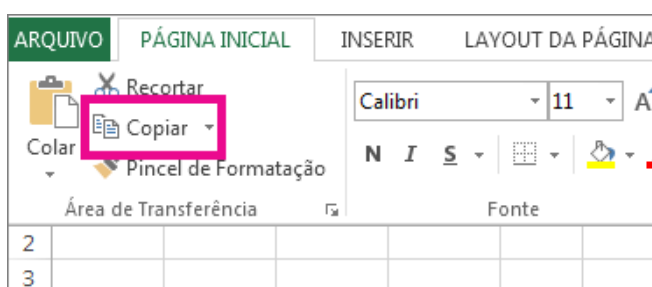 ARQUIVO PÁGINA INICIAL INSERIR LAYOUT DA PÁGINA
Recortar
Copiar
Colar
Pincel de Formatação
Área de Transferência
Calibri 11 A
N I S
Fonte
2
3